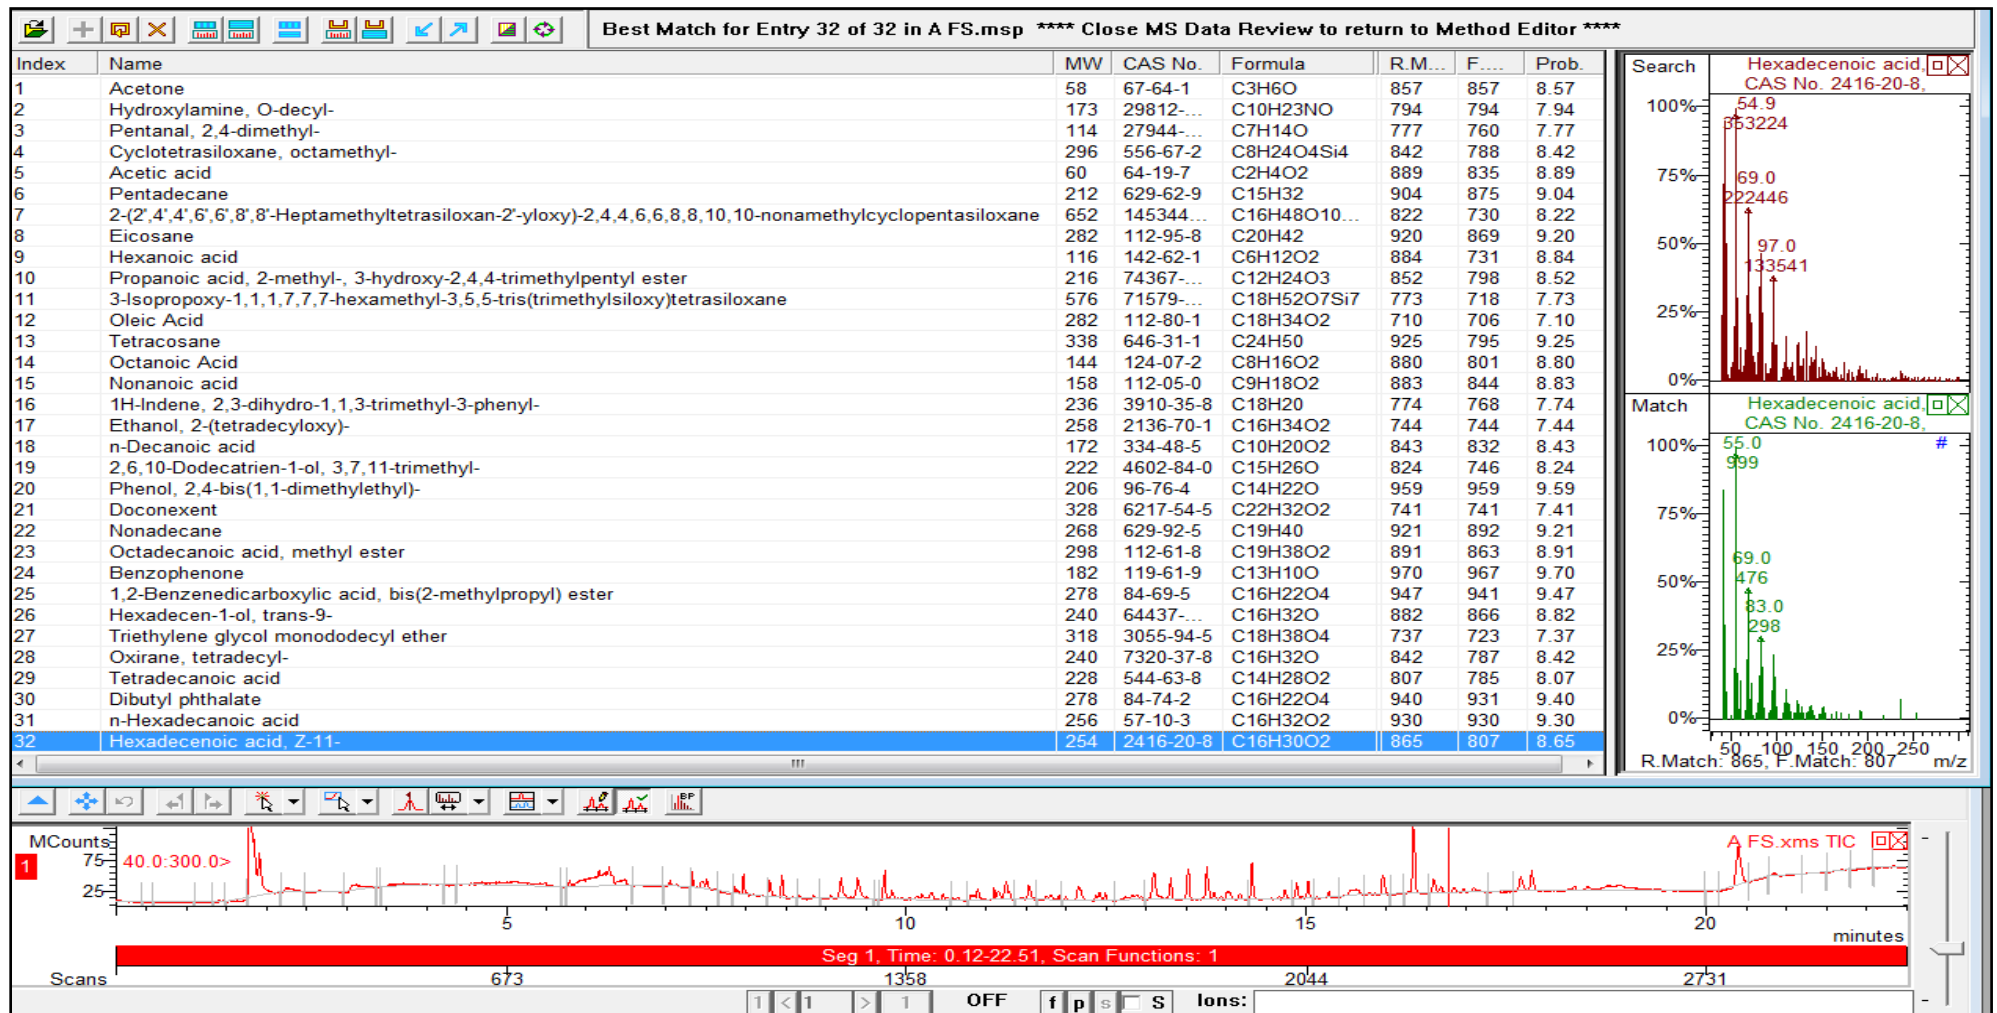 Best Match for Entry 32 of 32 in A FS.msp **** Close MS Data Review to return to Method Editor ****
Index Name MW CAS No. Formula R.M... F.... Prob.
1 Acetone 58 67-64-1 C3H6O 857 857 8.57
2 Hydroxylamine, O-decyl- 173 29812-... C10H23NO 794 794 7.94
3 Pentanal, 2,4-dimethyl- 114 27944-... C7H14O 777 760 7.77
4 Cyclotetrasiloxane, octamethyl- 296 556-67-2 C8H24O4Si4 842 788 8.42
5 Acetic acid 60 64-19-7 C2H4O2 889 835 8.89
6 Pentadecane 212 629-62-9 C15H32 904 875 9.04
7 2-(2',4',4',6',6',8',8'-Heptamethyltetrasiloxan-2'-yloxy)-2,4,4,6,6,8,8,10,10-nonamethylcyclopentasiloxane 652 145344... C16H48O10... 822 730 8.22
8 Eicosane 282 112-95-8 C20H42 920 869 9.20
9 Hexanoic acid 116 142-62-1 C6H12O2 884 731 8.84
10 Propanoic acid, 2-methyl-, 3-hydroxy-2,4,4-trimethylpentyl ester 216 74367-... C12H24O3 852 798 8.52
11 3-Isopropoxy-1,1,1,7,7,7-hexamethyl-3,5,5-tris(trimethylsiloxy)tetrasiloxane 576 71579-... C18H52O7Si7 773 718 7.73
12 Oleic Acid 282 112-80-1 C18H34O2 710 706 7.10
13 Tetracosane 338 646-31-1 C24H50 925 795 9.25
14 Octanoic Acid 144 124-07-2 C8H16O2 880 801 8.80
15 Nonanoic acid 158 112-05-0 C9H18O2 883 844 8.83
16 1H-Indene, 2,3-dihydro-1,1,3-trimethyl-3-phenyl- 236 3910-35-8 C18H20 774 768 7.74
17 Ethanol, 2-(tetradecyloxy)- 258 2136-70-1 C16H34O2 744 744 7.44
18 n-Decanoic acid 172 334-48-5 C10H20O2 843 832 8.43
19 2,6,10-Dodecatrien-1-ol, 3,7,11-trimethyl- 222 4602-84-0 C15H26O 824 746 8.24
20 Phenol, 2,4-bis(1,1-dimethylethyl)- 206 96-76-4 C14H22O 959 959 9.59
21 Doconexent 328 6217-54-5 C22H32O2 741 741 7.41
22 Nonadecane 268 629-92-5 C19H40 921 892 9.21
23 Octadecanoic acid, methyl ester 298 112-61-8 C19H38O2 891 863 8.91
24 Benzophenone 182 119-61-9 C13H10O 970 967 9.70
25 1,2-Benzenedicarboxylic acid, bis(2-methylpropyl) ester 278 84-69-5 C16H22O4 947 941 9.47
26 Hexadecen-1-ol, trans-9- 240 64437-... C16H32O 882 866 8.82
27 Triethylene glycol monododecyl ether 318 3055-94-5 C18H38O4 737 723 7.37
28 Oxirane, tetradecyl- 240 7320-37-8 C16H32O 842 787 8.42
29 Tetradecanoic acid 228 544-63-8 C14H28O2 807 785 8.07
30 Dibutyl phthalate 278 84-74-2 C16H22O4 940 931 9.40
31 n-Hexadecanoic acid 256 57-10-3 C16H32O2 930 930 9.30
32 Hexadecenoic acid, Z-11- 254 2416-20-8 C16H30O2 865 807 8.65
Search Hexadecenoic acid,
CAS No. 2416-20-8,
100% 54.9
353224
75% 69.0
222446
50% 97.0
133541
25%
0%
Match Hexadecenoic acid,
CAS No. 2416-20-8,
100% 55.0 #
999
75%
69.0
50% 476
83.0
298
25%
0%
50 100 150 200 250
R.Match: 865, F.Match: 807 m/z
BP
MCounts A FS.xms TIC
1 75 40.0:300.0>
25
5 10 15 20
minutes
Seg 1, Time: 0.12-22.51, Scan Functions: 1
Scans 673 1358 2044 2731
1 < 1 > 1 OFF f p s S Ions: